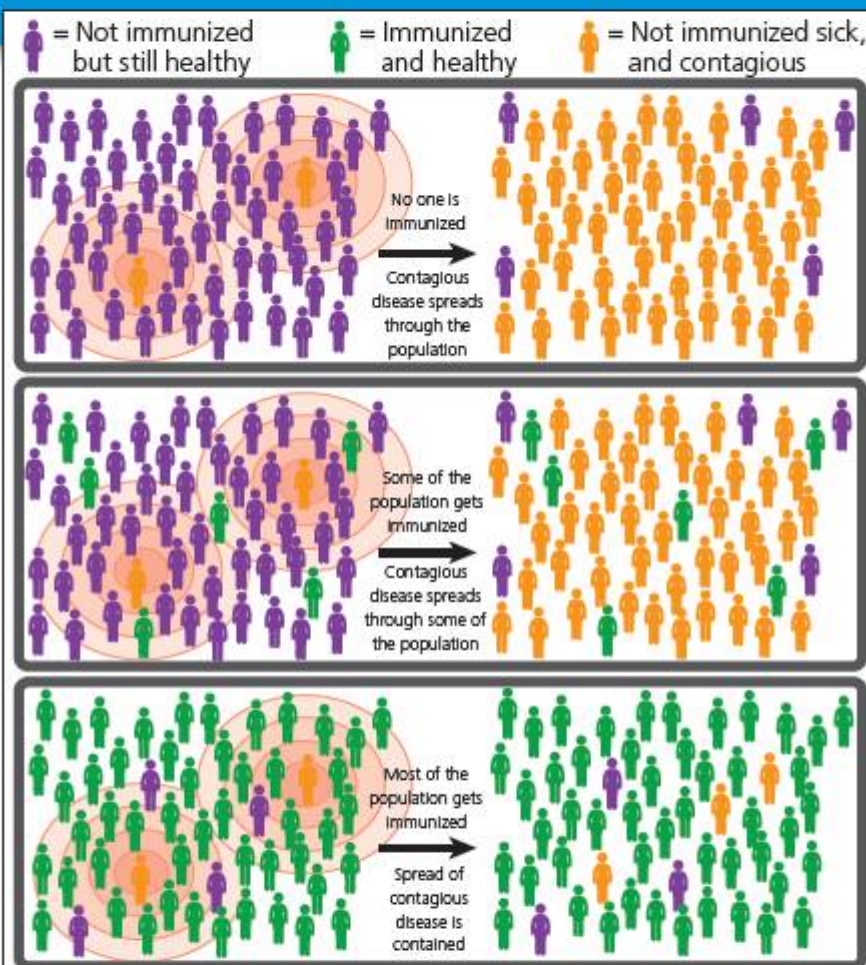 = Not immunized
but still healthy
= Immunized
and healthy
= Not immunized sick,
and contagious
No one is
immunized
Contagious
disease spreads
through the
population
Some of the
population gets
immunized
Contagious
disease spreads
through some of
the population
Most of the
population gets
immunized
Spread of
contagious
disease is
contained